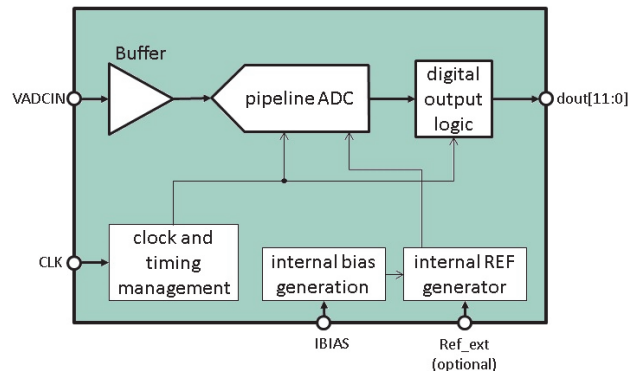 Buffer
VADCIN
pipeline ADC
digital
output
logic
dout[11:0]
CLK
clock and
timing
management
internal bias
generation
internal REF
generator
IBIAS
Ref_ext
(optional)